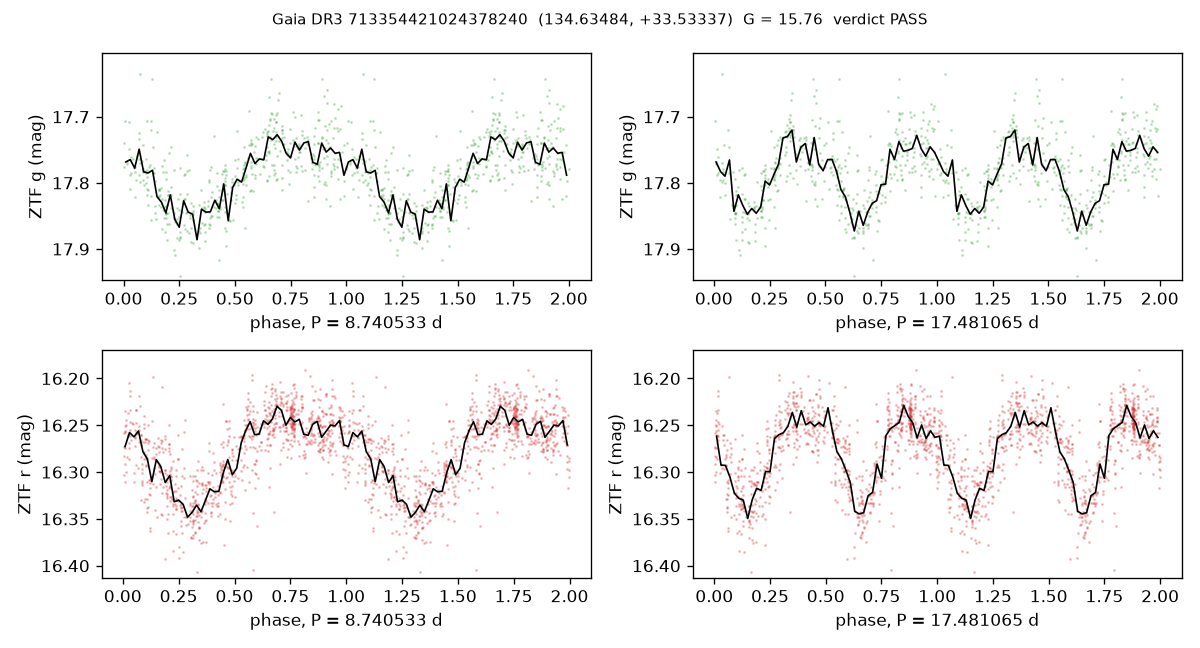 Gaia DR3 713354421024378240 (134.63484, +33.53337) G = 15.76 verdict PASS
ZTF g (mag)
17.7
17.8
17.9
0.00 0.25 0.50 0.75 1.00 1.25 1.50 1.75 2.00
phase, P = 8.740533 d
ZTF g (mag)
17.7
17.8
17.9
0.00 0.25 0.50 0.75 1.00 1.25 1.50 1.75 2.00
phase, P = 17.481065 d
ZTF r (mag)
16.20
16.25
16.30
16.35
16.40
0.00 0.25 0.50 0.75 1.00 1.25 1.50 1.75 2.00
phase, P = 8.740533 d
ZTF r (mag)
16.20
16.25
16.30
16.35
16.40
0.00 0.25 0.50 0.75 1.00 1.25 1.50 1.75 2.00
phase, P = 17.481065 d